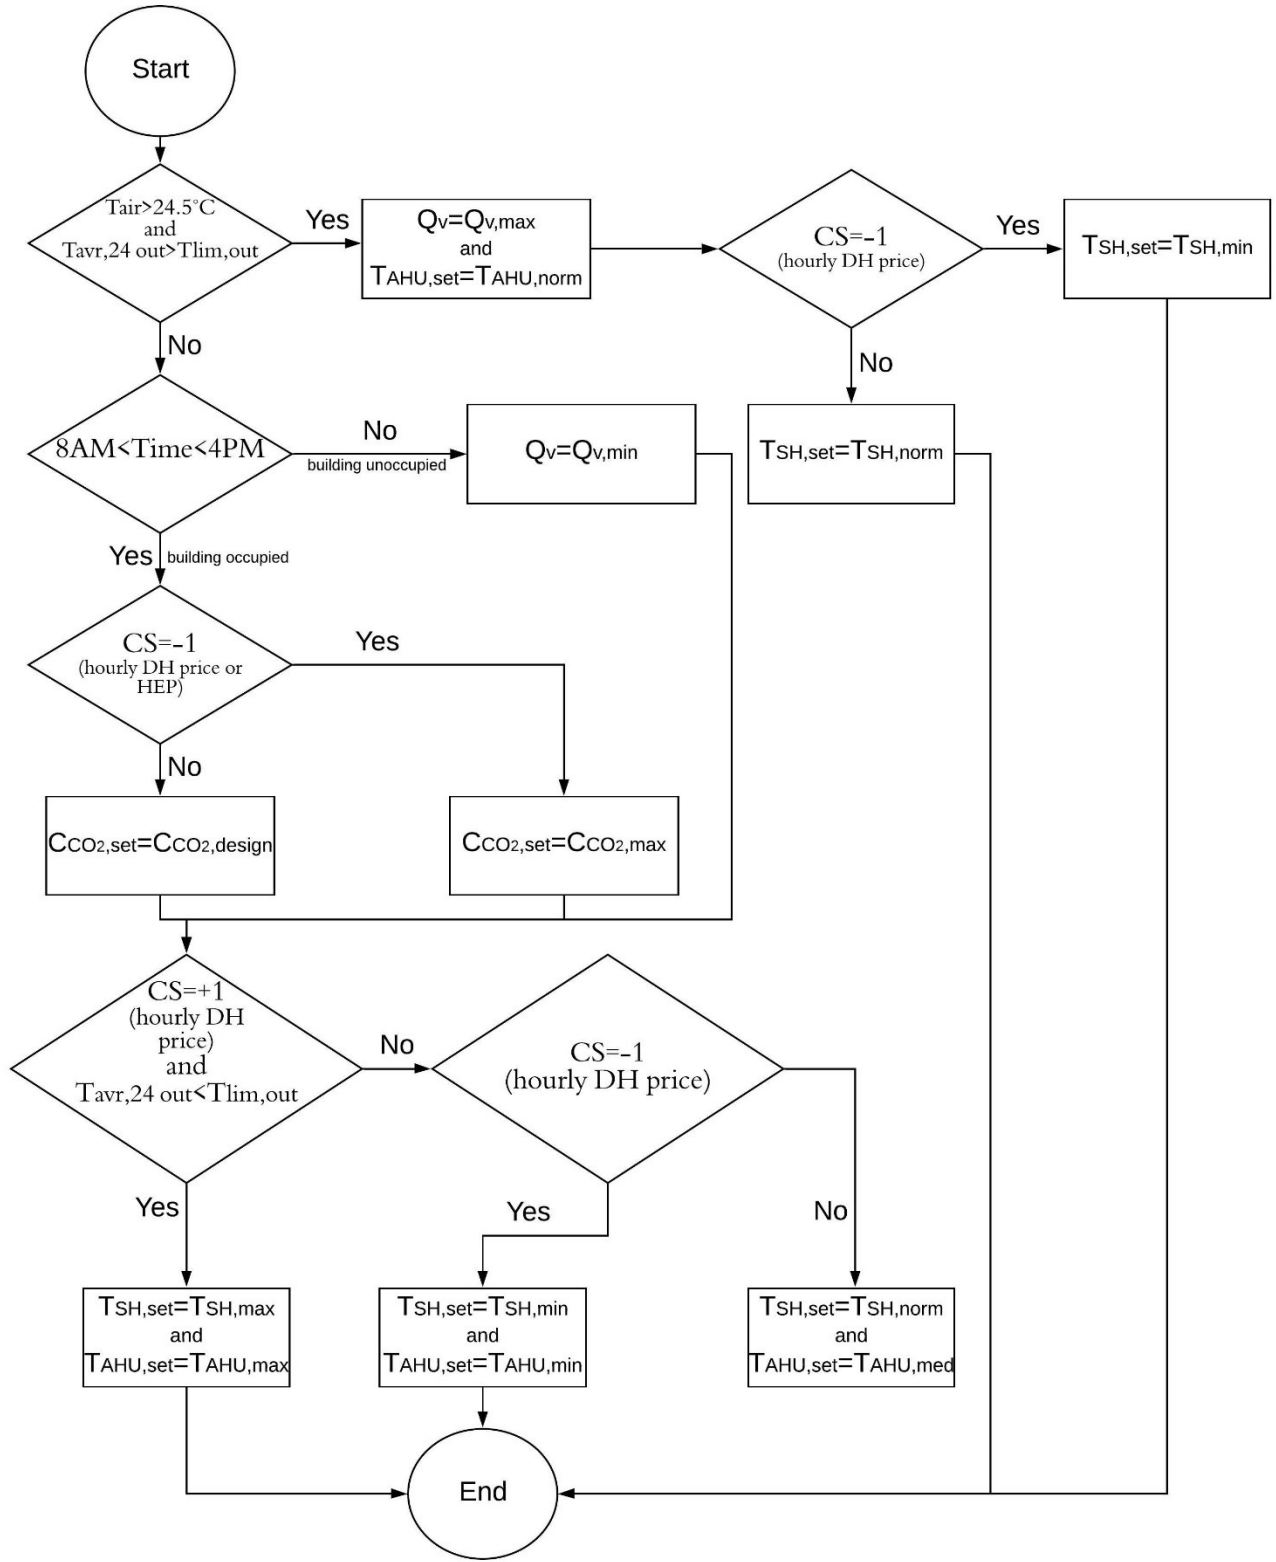 Start
Tair>24.5°C
and
Tavr,24 out>Tlim,out
Yes
Qv=Qv,max
and
TAHU,set=TAHU,norm
CS=-1
(hourly DH price)
Yes
TSH,set=TSH,min
No
No
8AM<Time<4PM
No
building unoccupied
Qv=Qv,min
TSH,set=TSH,norm
Yes
building occupied
CS=-1
(hourly DH price or
HEP)
Yes
No
CCO2,set=CCO2,design
CCO2,set=CCO2,max
CS=+1
(hourly DH
price)
and
Tavr,24 out<Tlim,out
No
CS=-1
(hourly DH price)
Yes
Yes
No
TSH,set=TSH,max
and
TAHU,set=TAHU,max
TSH,set=TSH,min
and
TAHU,set=TAHU,min
TSH,set=TSH,norm
and
TAHU,set=TAHU,med
End